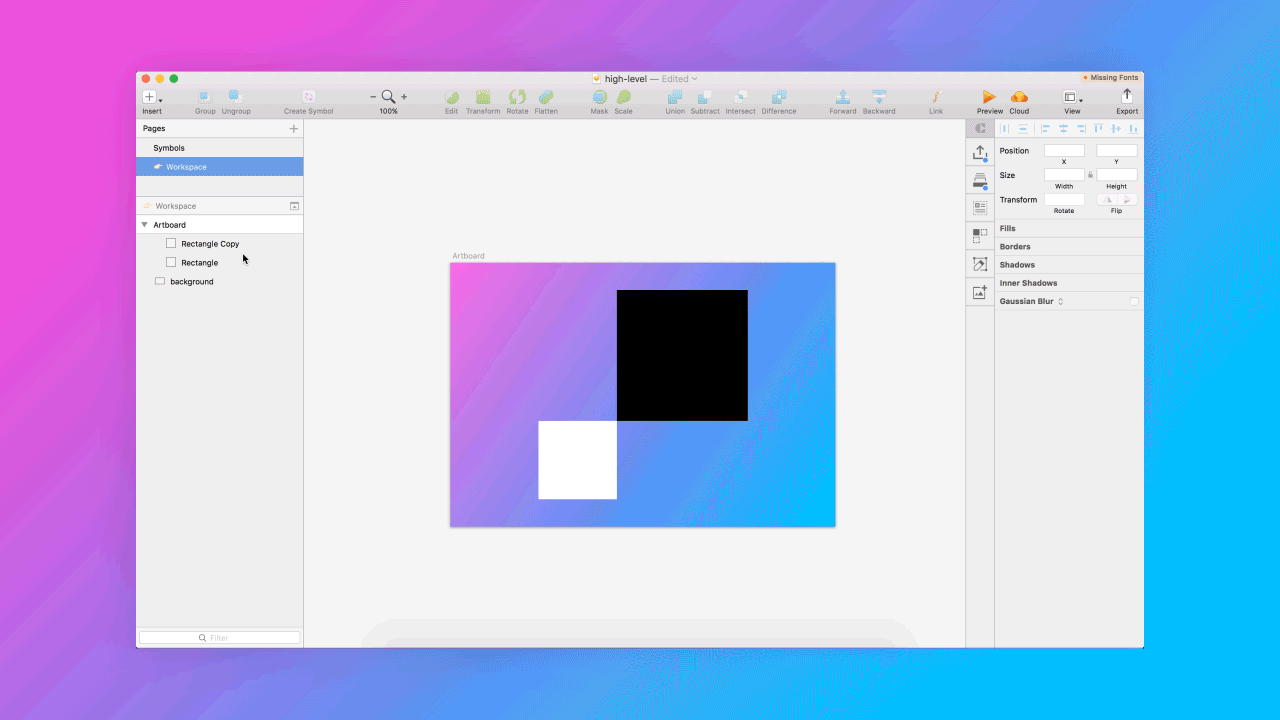 high-level — Edited
Missing Fonts
Insert
Group
Ungroup
Create Symbol
100%
Edit
Transform
Rotate
Flatten
Mask
Scale
Union
Subtract
Intersect
Difference
Forward
Backward
Link
Preview
Cloud
View
Export
Pages
Symbols
Workspace
Workspace
Artboard
Rectangle Copy
Rectangle
background
Filter
Artboard
Position
X
Y
Size
Width
Height
Transform
Rotate
Flip
Fills
Borders
Shadows
Inner Shadows
Gaussian Blur